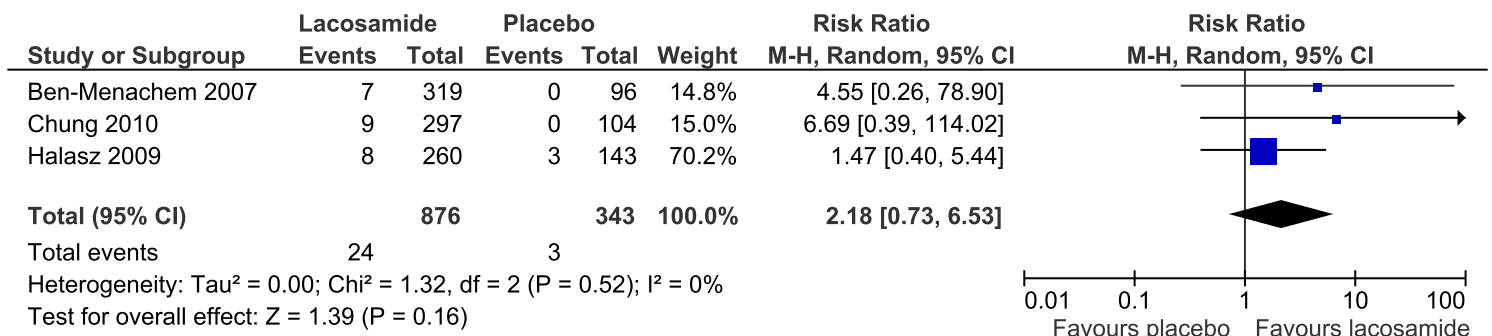 Lacosamide Placebo Risk Ratio Risk Ratio
Study or Subgroup Events Total Events Total Weight M-H, Random, 95% CI M-H, Random, 95% CI
Ben-Menachem 2007 7 319 0 96 14.8% 4.55 [0.26, 78.90]
Chung 2010 9 297 0 104 15.0% 6.69 [0.39, 114.02]
Halasz 2009 8 260 3 143 70.2% 1.47 [0.40, 5.44]
Total (95% CI) 876 343 100.0% 2.18 [0.73, 6.53]
Total events 24 3
Heterogeneity: Tau² = 0.00; Chi² = 1.32, df = 2 (P = 0.52); I² = 0%
Test for overall effect: Z = 1.39 (P = 0.16)
0.01 0.1 1 10 100
Favours placebo Favours lacosamide